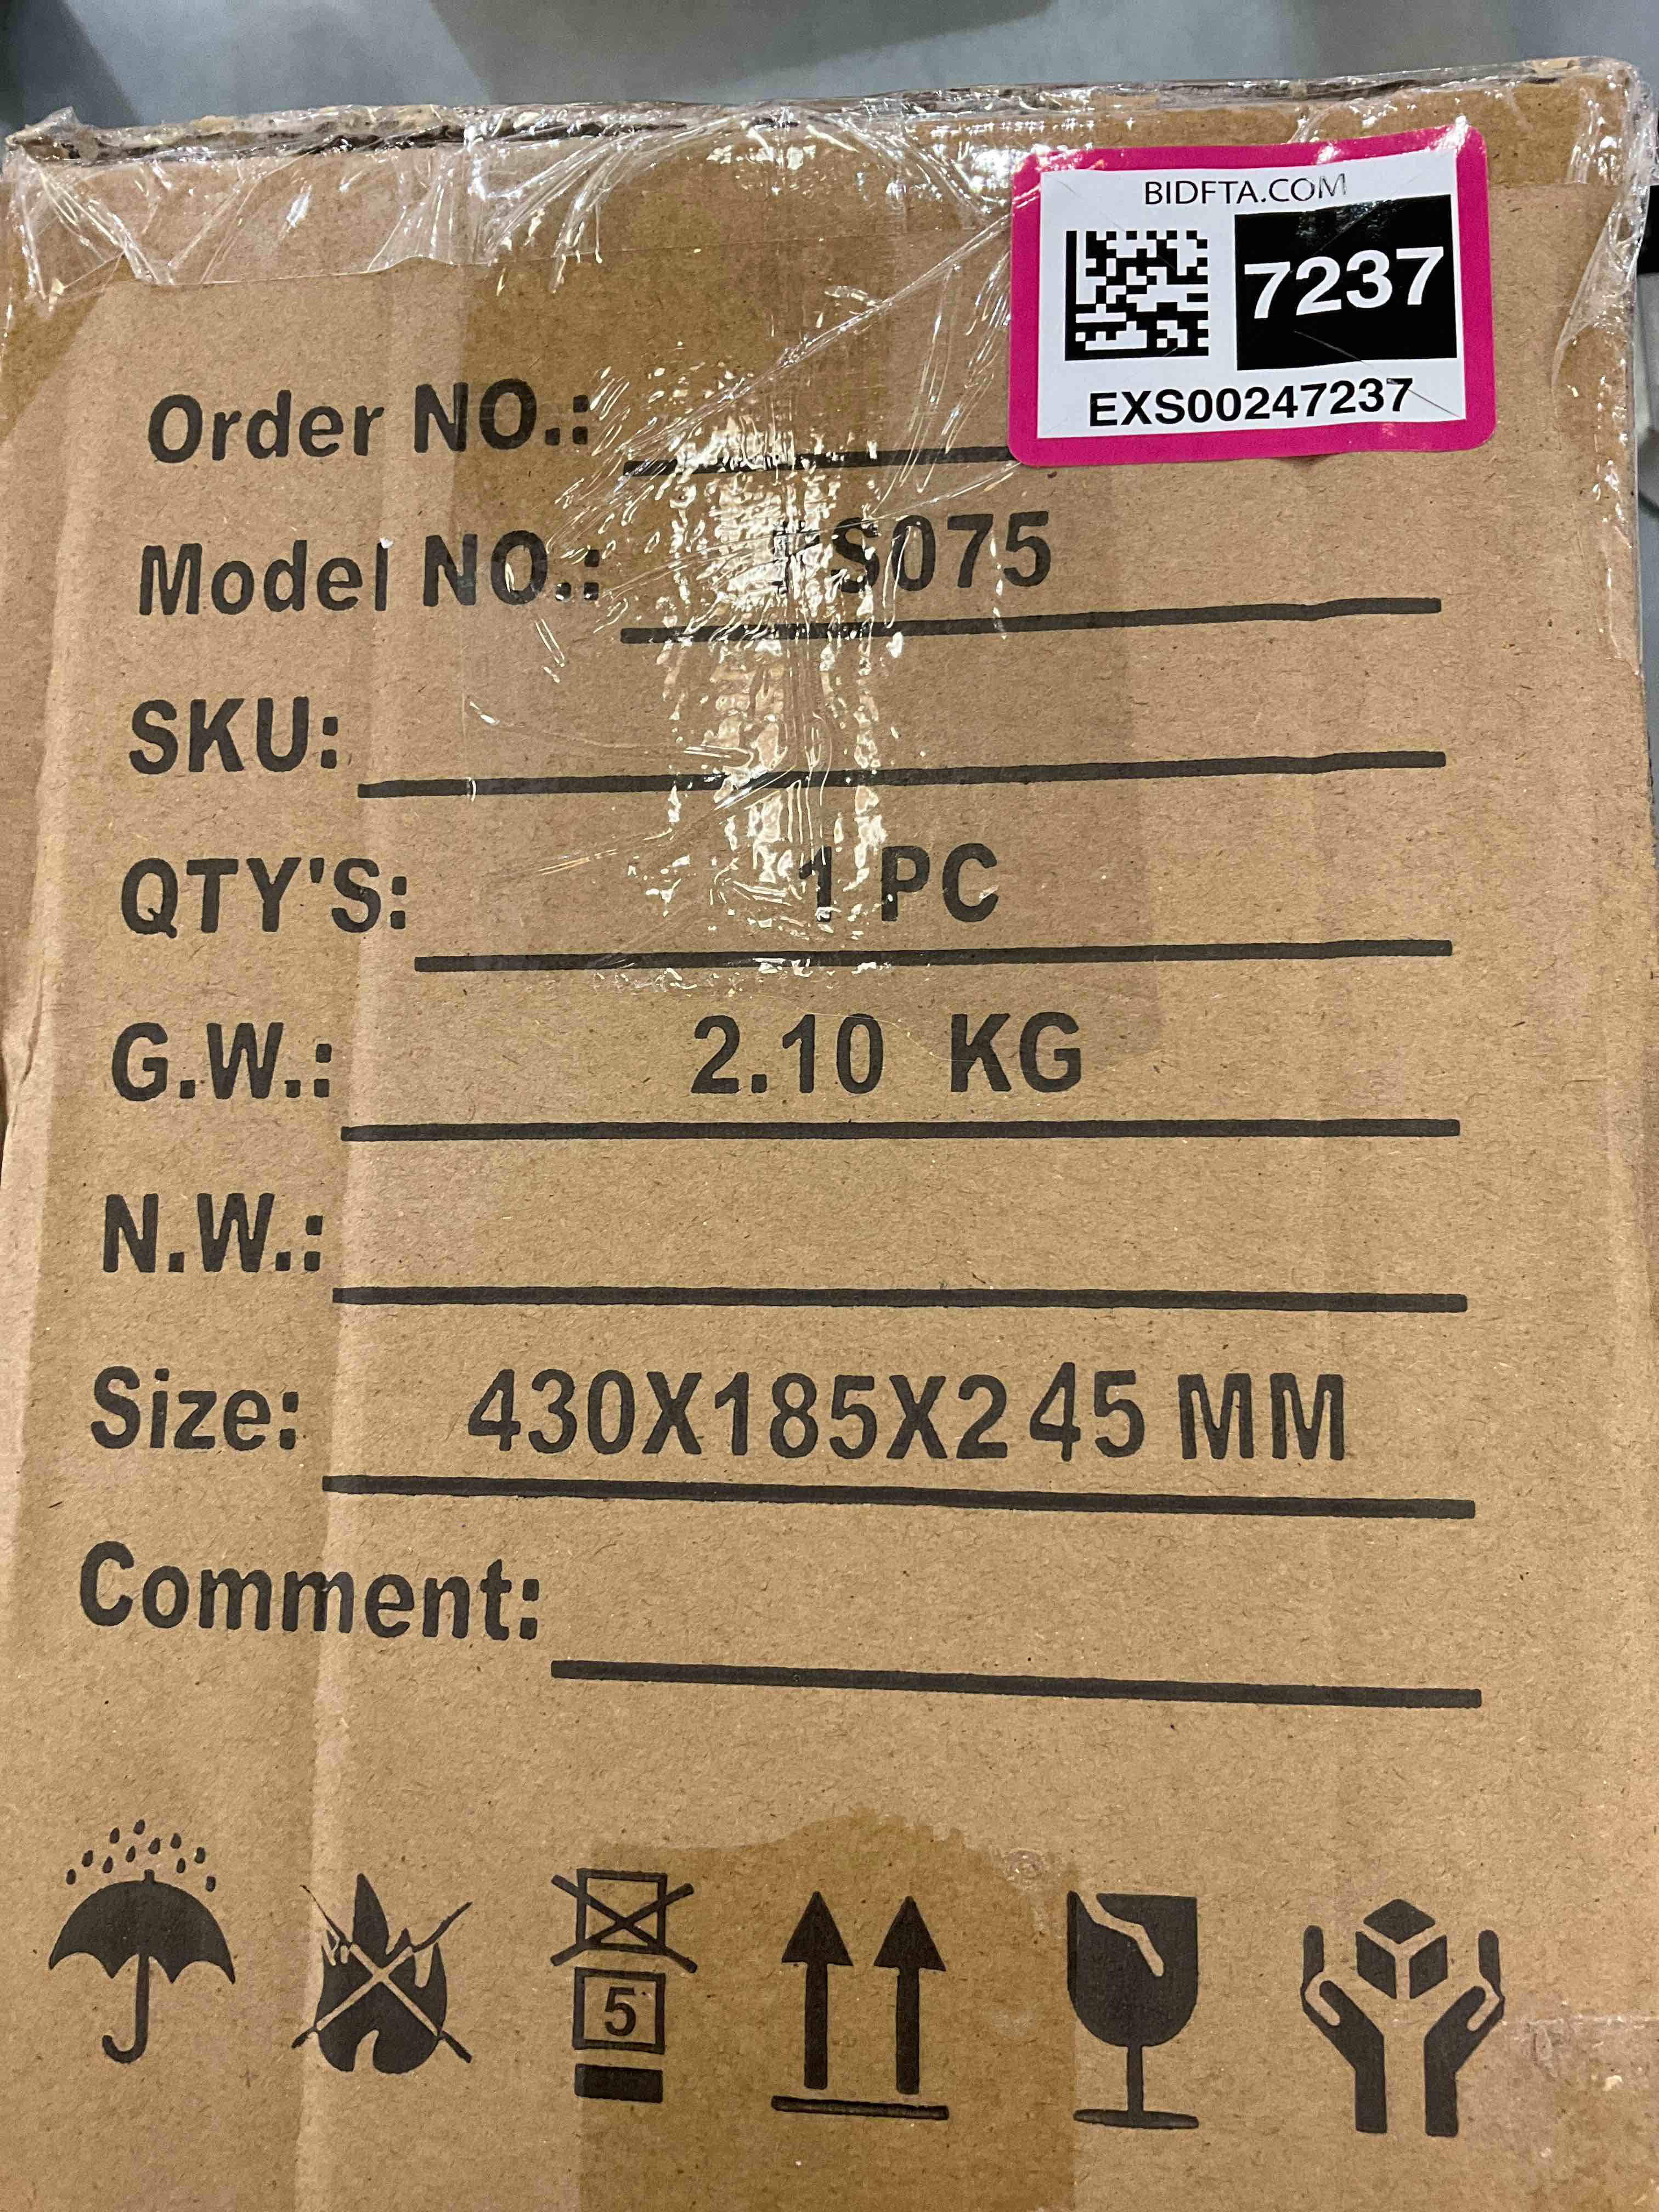 BIDFTA.COM
7237
EXS00247237
Order NO.:
Model NO.:
SKU:
QTY'S: 1 PC
G.W.: 2.10 KG
N.W.:
Size: 430X185X245 MM
Comment:
5